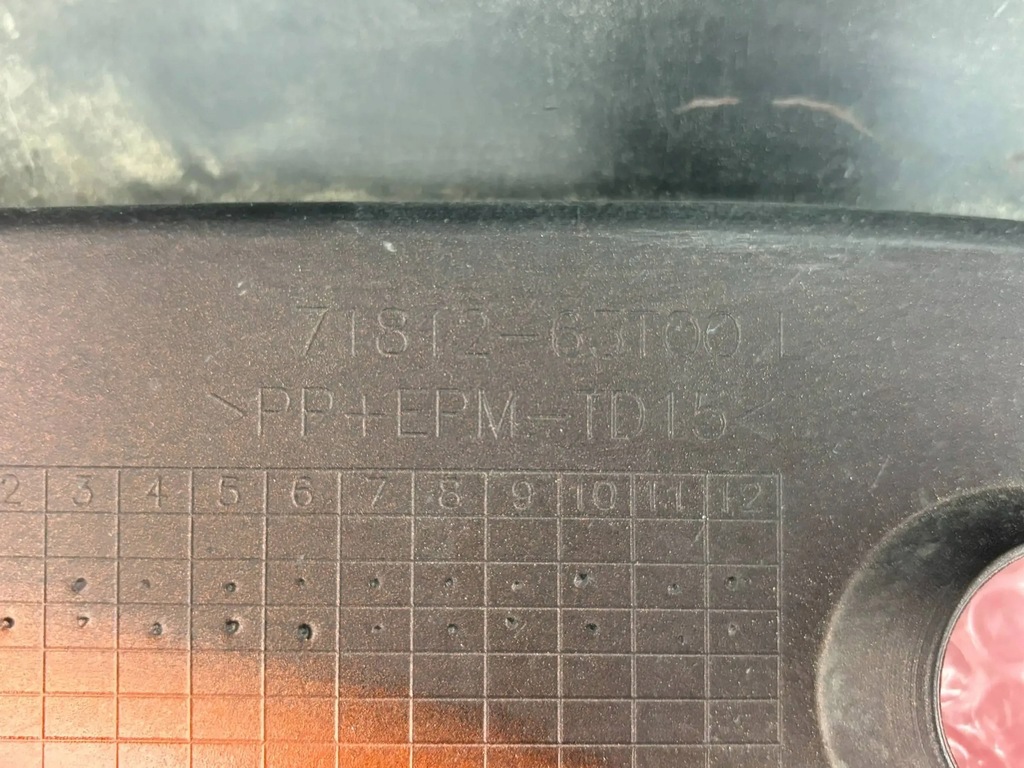 71812-63T00 L
>PP+EPM-TD15<
2 3 4 5 6 7 8 9 10 11 12